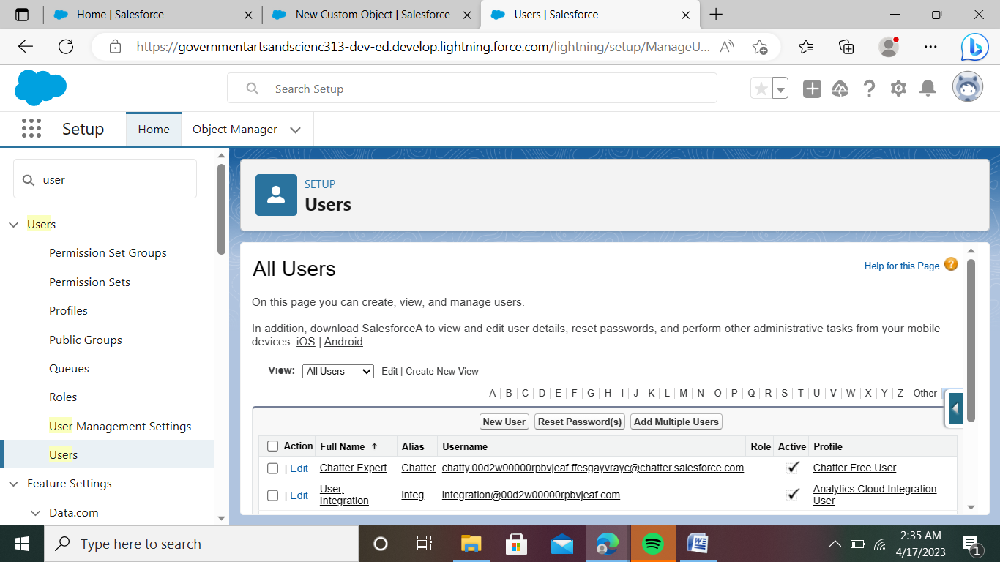 Home | Salesforce
New Custom Object | Salesforce
Users | Salesforce
https://governmentartsandscienc313-dev-ed.develop.lightning.force.com/lightning/setup/ManageU...
Search Setup
Setup
Home
Object Manager
user
Users
Permission Set Groups
Permission Sets
Profiles
Public Groups
Queues
Roles
User Management Settings
Users
Feature Settings
Data.com
SETUP
Users
All Users
Help for this Page ?
On this page you can create, view, and manage users.
In addition, download SalesforceA to view and edit user details, reset passwords, and perform other administrative tasks from your mobile
devices: iOS | Android
View: All Users Edit | Create New View
A | B | C | D | E | F | G | H | I | J | K | L | M | N | O | P | Q | R | S | T | U | V | W | X | Y | Z | Other
New User Reset Password(s) Add Multiple Users
Action Full Name ↑ Alias Username Role Active Profile
| Edit Chatter Expert Chatter chatty.00d2w00000rpbvjeaf.ffesgayvrayc@chatter.salesforce.com Chatter Free User
| Edit User, Integration integ integration@00d2w00000rpbvjeaf.com Analytics Cloud Integration User
Type here to search
2:35 AM
4/17/2023
1